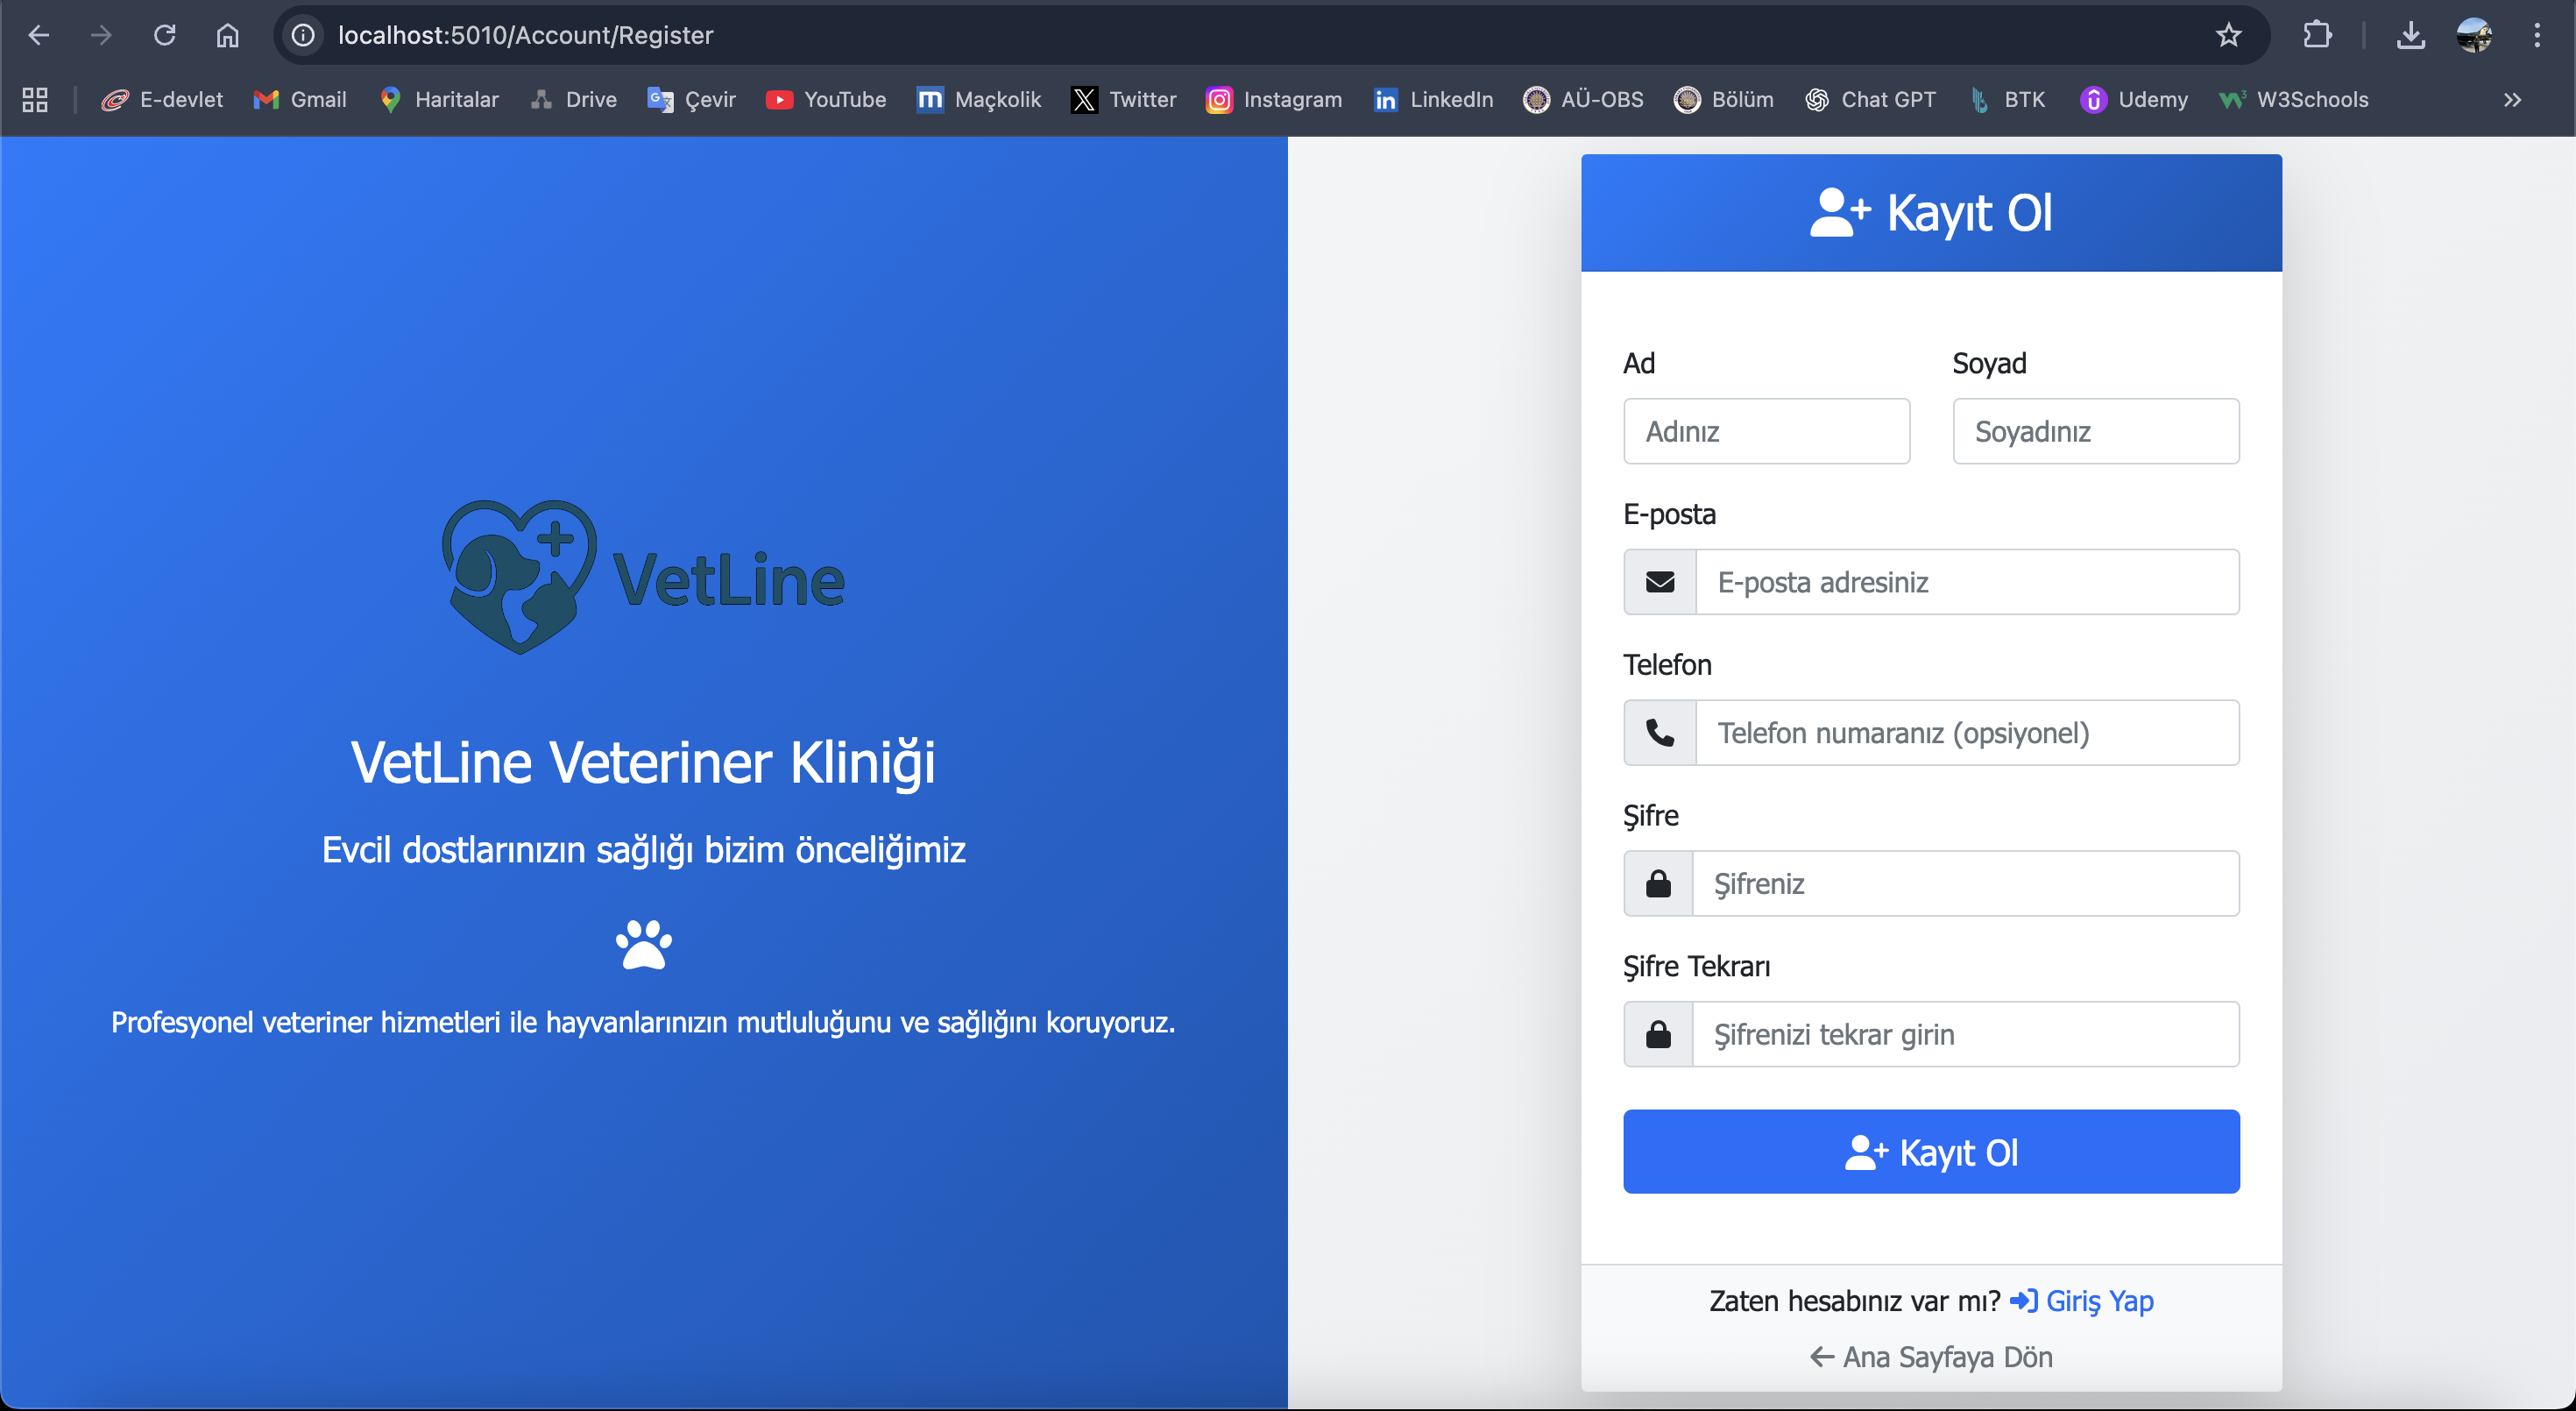 localhost:5010/Account/Register
E-devlet Gmail Haritalar Drive Çevir YouTube Maçkolik Twitter Instagram LinkedIn AÜ-OBS Bölüm Chat GPT BTK Udemy W3Schools
VetLine
VetLine Veteriner Kliniği
Evcil dostlarınızın sağlığı bizim önceliğimiz
Profesyonel veteriner hizmetleri ile hayvanlarınızın mutluluğunu ve sağlığını koruyoruz.
Kayıt Ol
Ad Soyad
Adınız Soyadınız
E-posta
E-posta adresiniz
Telefon
Telefon numaranız (opsiyonel)
Şifre
Şifreniz
Şifre Tekrarı
Şifrenizi tekrar girin
Kayıt Ol
Zaten hesabınız var mı? Giriş Yap
Ana Sayfaya Dön